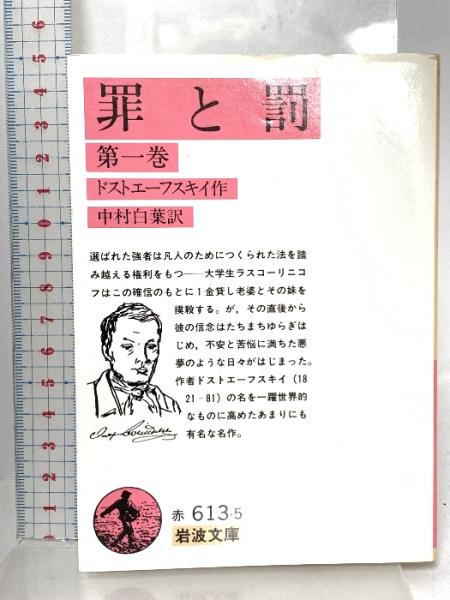 罪と罰
第一巻
ドストエーフスキイ作
中村白葉訳
選ばれた強者は凡人のためにつくられた法を踏
み越える権利をもつ――大学生ラスコーリニコ
フはこの確信のもとに1金貸し老婆とその妹を
撲殺する。が，その直後から
彼の信念はたちまちゆらぎは
じめ，不安と苦悩に満ちた悪
夢のような日々がはじまった。
作者ドストエーフスキイ（18
21‐81）の名を一躍世界的
なものに高めたあまりにも
有名な名作。
赤 613-5
岩波文庫